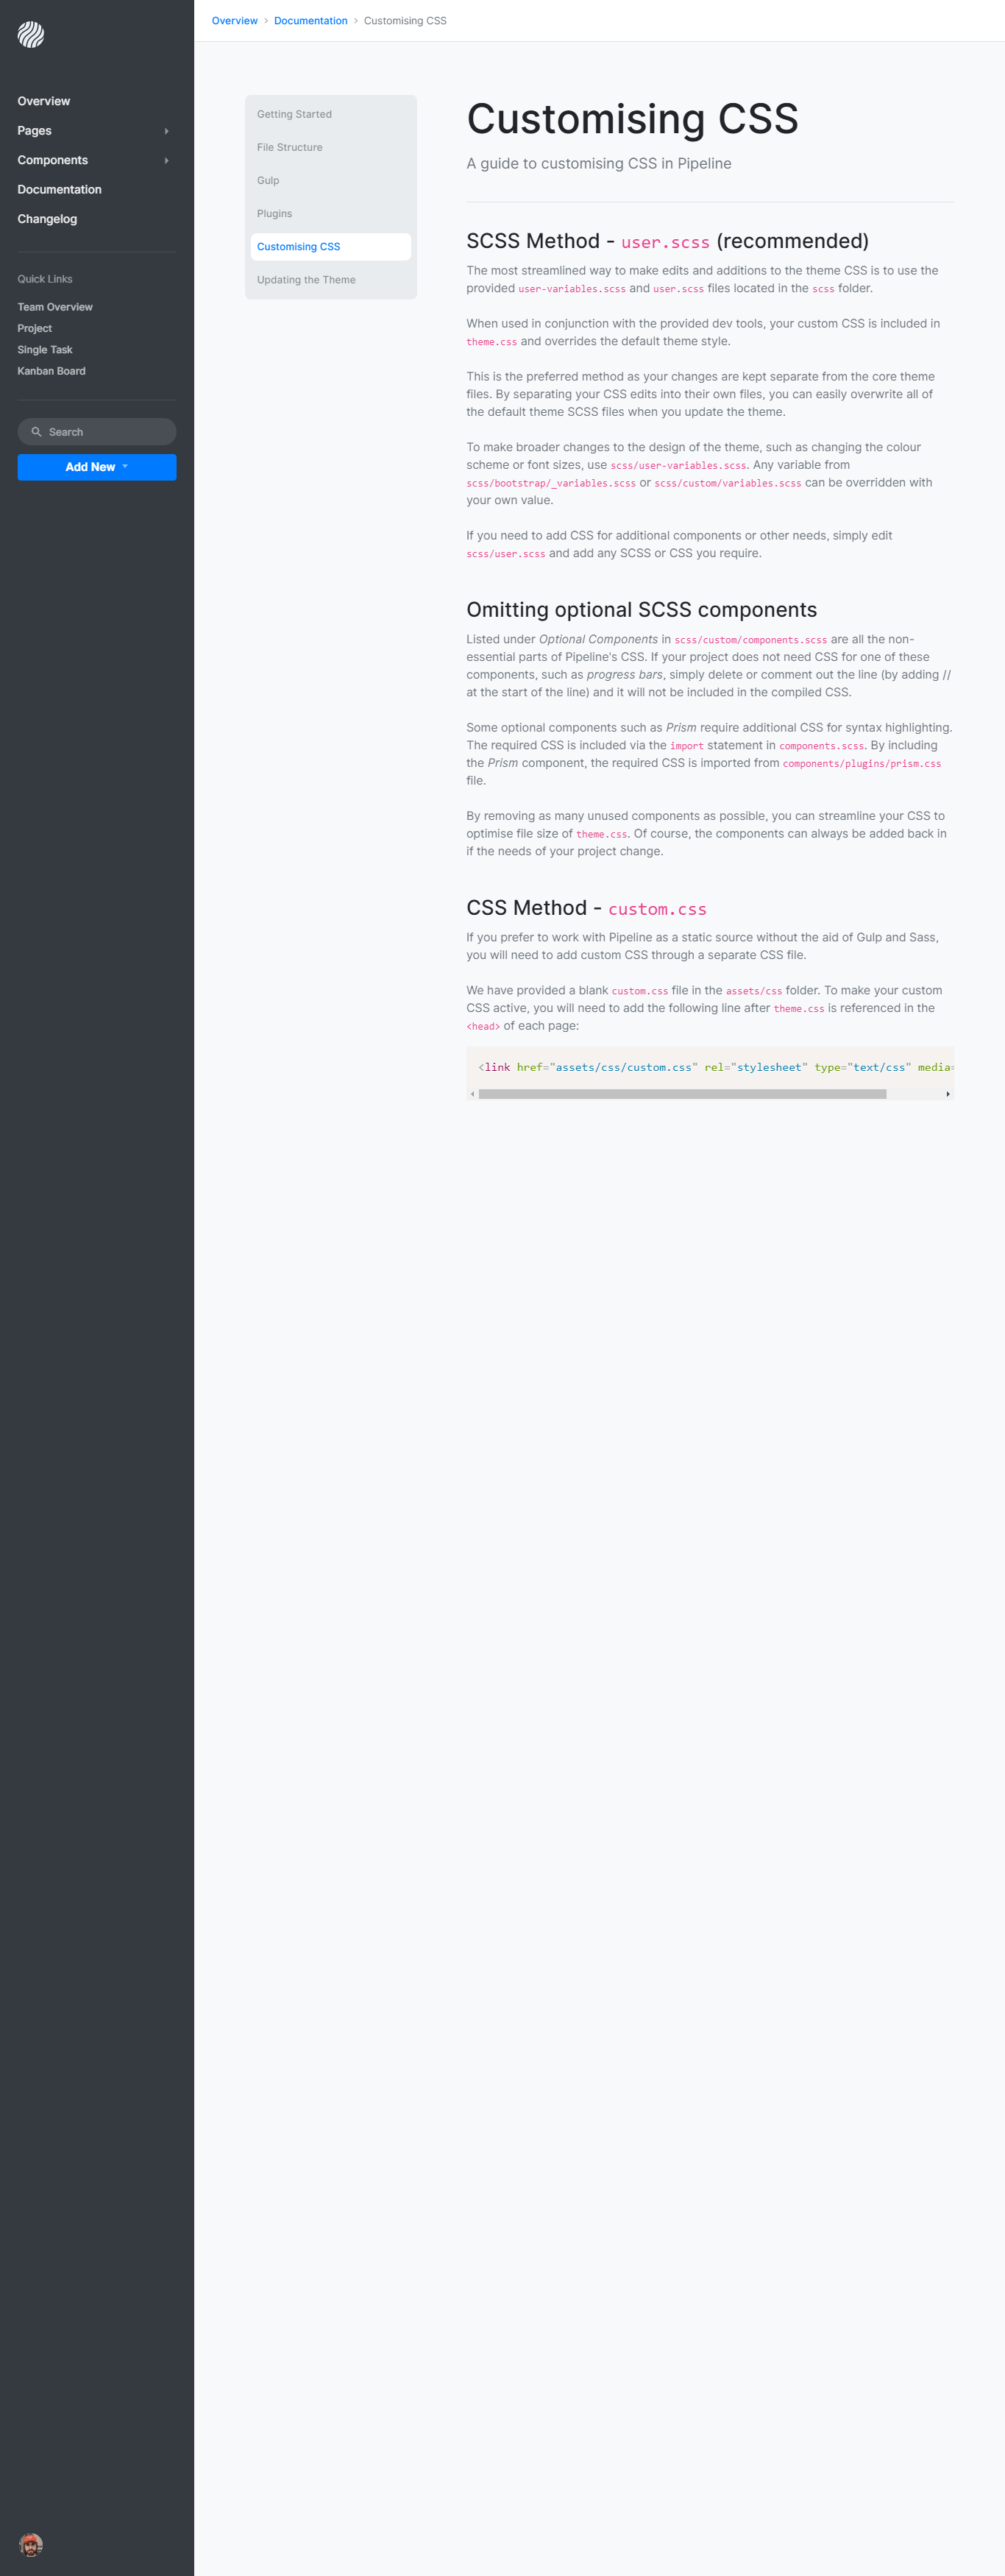 Overview > Documentation > Customising CSS
Overview
Pages
Components
Documentation
Changelog
Quick Links
Team Overview
Project
Single Task
Kanban Board
Search
Add New
Getting Started
File Structure
Gulp
Plugins
Customising CSS
Updating the Theme
Customising CSS
A guide to customising CSS in Pipeline
SCSS Method - user.scss (recommended)
The most streamlined way to make edits and additions to the theme CSS is to use the
provided user-variables.scss and user.scss files located in the scss folder.
When used in conjunction with the provided dev tools, your custom CSS is included in
theme.css and overrides the default theme style.
This is the preferred method as your changes are kept separate from the core theme
files. By separating your CSS edits into their own files, you can easily overwrite all of
the default theme SCSS files when you update the theme.
To make broader changes to the design of the theme, such as changing the colour
scheme or font sizes, use scss/user-variables.scss. Any variable from
scss/bootstrap/_variables.scss or scss/custom/variables.scss can be overridden with
your own value.
If you need to add CSS for additional components or other needs, simply edit
scss/user.scss and add any SCSS or CSS you require.
Omitting optional SCSS components
Listed under Optional Components in scss/custom/components.scss are all the non-
essential parts of Pipeline's CSS. If your project does not need CSS for one of these
components, such as progress bars, simply delete or comment out the line (by adding //
at the start of the line) and it will not be included in the compiled CSS.
Some optional components such as Prism require additional CSS for syntax highlighting.
The required CSS is included via the import statement in components.scss. By including
the Prism component, the required CSS is imported from components/plugins/prism.css
file.
By removing as many unused components as possible, you can streamline your CSS to
optimise file size of theme.css. Of course, the components can always be added back in
if the needs of your project change.
CSS Method - custom.css
If you prefer to work with Pipeline as a static source without the aid of Gulp and Sass,
you will need to add custom CSS through a separate CSS file.
We have provided a blank custom.css file in the assets/css folder. To make your custom
CSS active, you will need to add the following line after theme.css is referenced in the
<head> of each page:
<link href="assets/css/custom.css" rel="stylesheet" type="text/css" media=